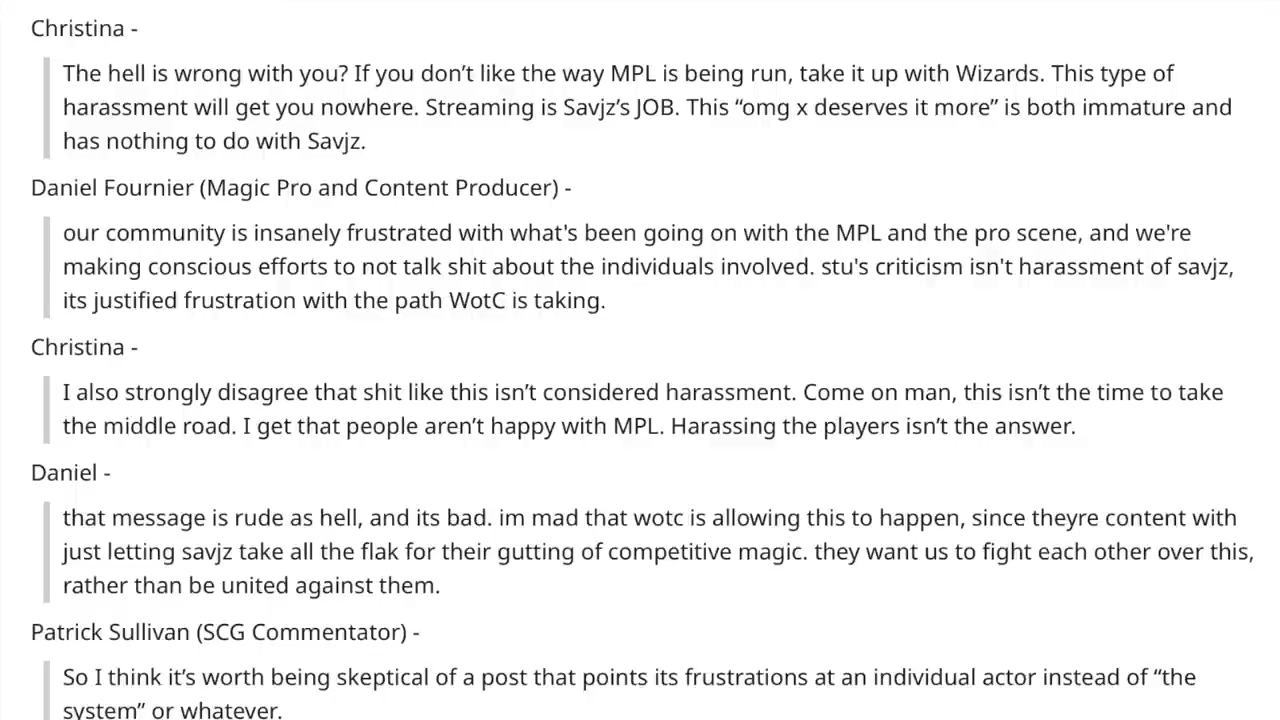 Christina -
The hell is wrong with you? If you don’t like the way MPL is being run, take it up with Wizards. This type of
harassment will get you nowhere. Streaming is Savjz’s JOB. This “omg x deserves it more” is both immature and
has nothing to do with Savjz.
Daniel Fournier (Magic Pro and Content Producer) -
our community is insanely frustrated with what's been going on with the MPL and the pro scene, and we're
making conscious efforts to not talk shit about the individuals involved. stu's criticism isn't harassment of savjz,
its justified frustration with the path WotC is taking.
Christina -
I also strongly disagree that shit like this isn’t considered harassment. Come on man, this isn’t the time to take
the middle road. I get that people aren’t happy with MPL. Harassing the players isn’t the answer.
Daniel -
that message is rude as hell, and its bad. im mad that wotc is allowing this to happen, since theyre content with
just letting savjz take all the flak for their gutting of competitive magic. they want us to fight each other over this,
rather than be united against them.
Patrick Sullivan (SCG Commentator) -
So I think it’s worth being skeptical of a post that points its frustrations at an individual actor instead of “the
system” or whatever.